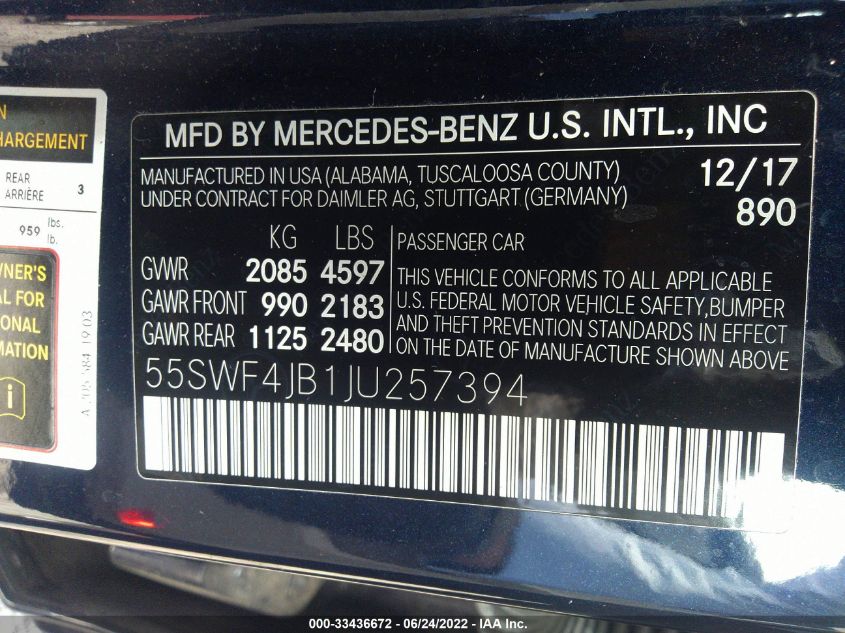 N
HARGEMENT
REAR
ARRIÈRE 3
959 lbs.
lb.
WNER'S
AL FOR
IONAL
MATION
i
MFD BY MERCEDES-BENZ U.S. INTL., INC
MANUFACTURED IN USA (ALABAMA, TUSCALOOSA COUNTY) 12/17
UNDER CONTRACT FOR DAIMLER AG, STUTTGART (GERMANY) 890
KG LBS PASSENGER CAR
GVWR 2085 4597
GAWR FRONT 990 2183
GAWR REAR 1125 2480
THIS VEHICLE CONFORMS TO ALL APPLICABLE
U.S. FEDERAL MOTOR VEHICLE SAFETY, BUMPER
AND THEFT PREVENTION STANDARDS IN EFFECT
ON THE DATE OF MANUFACTURE SHOWN ABOVE
55SWF4JB1JU257394
000-33436672 / 06/24/2022 - IAA Inc.